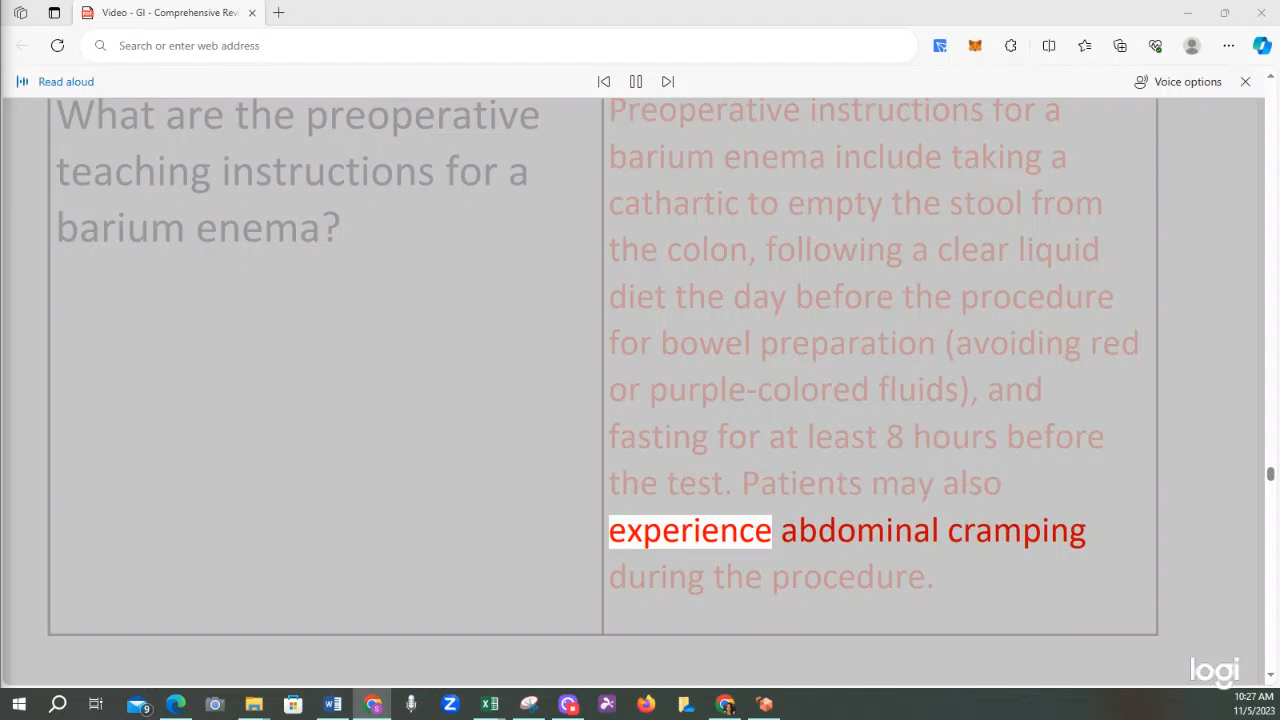 Video - GI - Comprehensive Revi
Search or enter web address
Read aloud
Voice options
What are the preoperative
teaching instructions for a
barium enema?
Preoperative instructions for a
barium enema include taking a
cathartic to empty the stool from
the colon, following a clear liquid
diet the day before the procedure
for bowel preparation (avoiding red
or purple-colored fluids), and
fasting for at least 8 hours before
the test. Patients may also
experience abdominal cramping
during the procedure.
logi
10:27 AM
11/5/2023